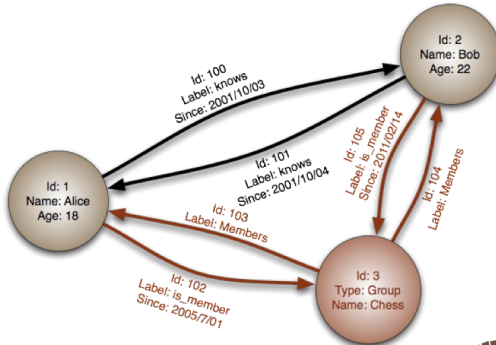 Id: 2
Name: Bob
Age: 22
Id: 100
Label: knows
Since: 2001/10/03
Id: 101
Label: knows
Since: 2001/10/04
Id: 105
Label: is_member
Since: 2011/02/14
Id: 104
Label: Members
Id: 1
Name: Alice
Age: 18
Id: 103
Label: Members
Id: 102
Label: is_member
Since: 2005/7/01
Id: 3
Type: Group
Name: Chess